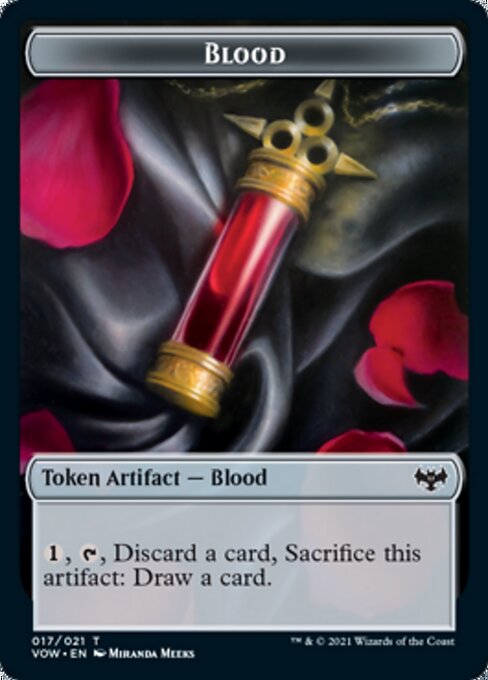 Blood
Token Artifact — Blood
1, T, Discard a card, Sacrifice this
artifact: Draw a card.
017/021 T
VOW • EN Miranda Meeks
™ & © 2021 Wizards of the Coast